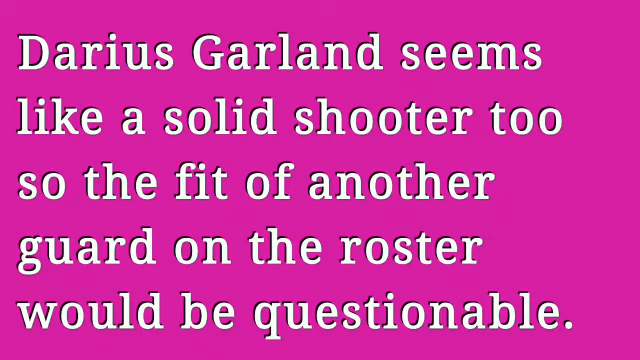 Darius Garland seems
like a solid shooter too
so the fit of another
guard on the roster
would be questionable.